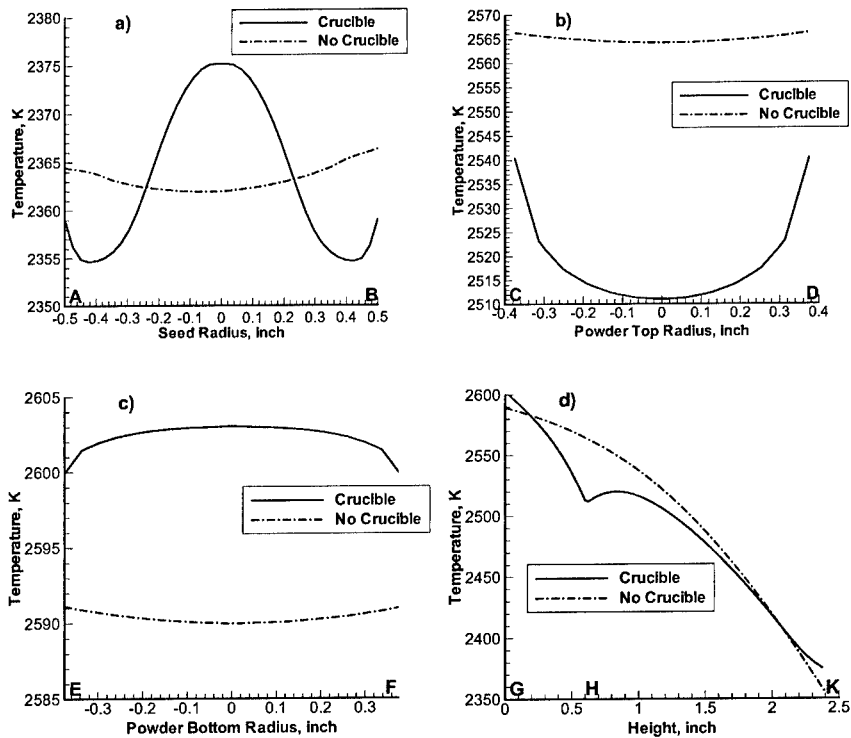 a)
Crucible
No Crucible
2380
2375
2370
2365
2360
2355
2350
Temperature, K
A
B
-0.5 -0.4 -0.3 -0.2 -0.1 0 0.1 0.2 0.3 0.4 0.5
Seed Radius, inch
b)
Crucible
No Crucible
2570
2565
2560
2555
2550
2545
2540
2535
2530
2525
2520
2515
2510
Temperature, K
C
D
-0.4 -0.3 -0.2 -0.1 0 0.1 0.2 0.3 0.4
Powder Top Radius, inch
c)
Crucible
No Crucible
2605
2600
2595
2590
2585
Temperature, K
E
F
-0.3 -0.2 -0.1 0 0.1 0.2 0.3
Powder Bottom Radius, inch
d)
Crucible
No Crucible
2600
2550
2500
2450
2400
2350
Temperature, K
G
H
K
0 0.5 1 1.5 2 2.5
Height, inch